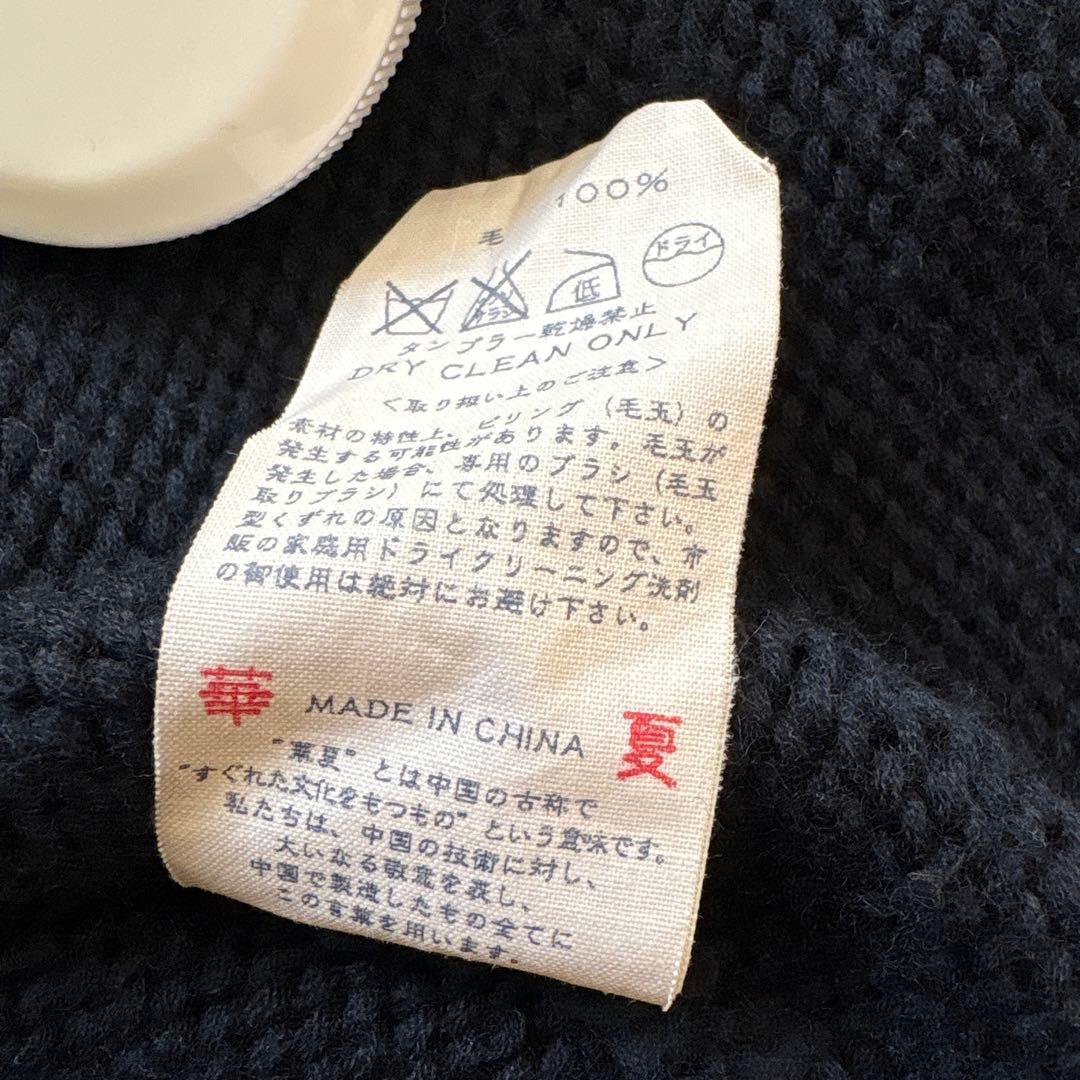 毛 100%
エンソ サラシ 低 ドライ
タンブラー乾燥禁止
DRY CLEAN ONLY
<取り扱い上のご注意>
素材の特性上、ピリング（毛玉）の
発生する可能性があります。毛玉が
発生した場合、専用のブラシ（毛玉
取りブラシ）にて処理して下さい。
型くずれの原因となりますので、市
販の家庭用ドライクリーニング洗剤
の御使用は絶対にお避け下さい。
華 MADE IN CHINA 夏
"華夏"とは中国の古称で
"すぐれた文化をもつもの"という意味です。
私たちは、中国の技術に対し、
大いなる敬意を表し、
中国で製造したもの全てに
この言葉を用います。